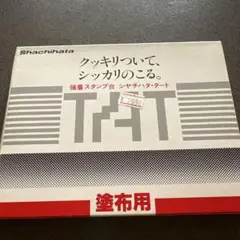 Shachihata
クッキリついて、
シッカリのこる。
強着スタンプ台 シヤチハタ・タート
TAT
塗布用